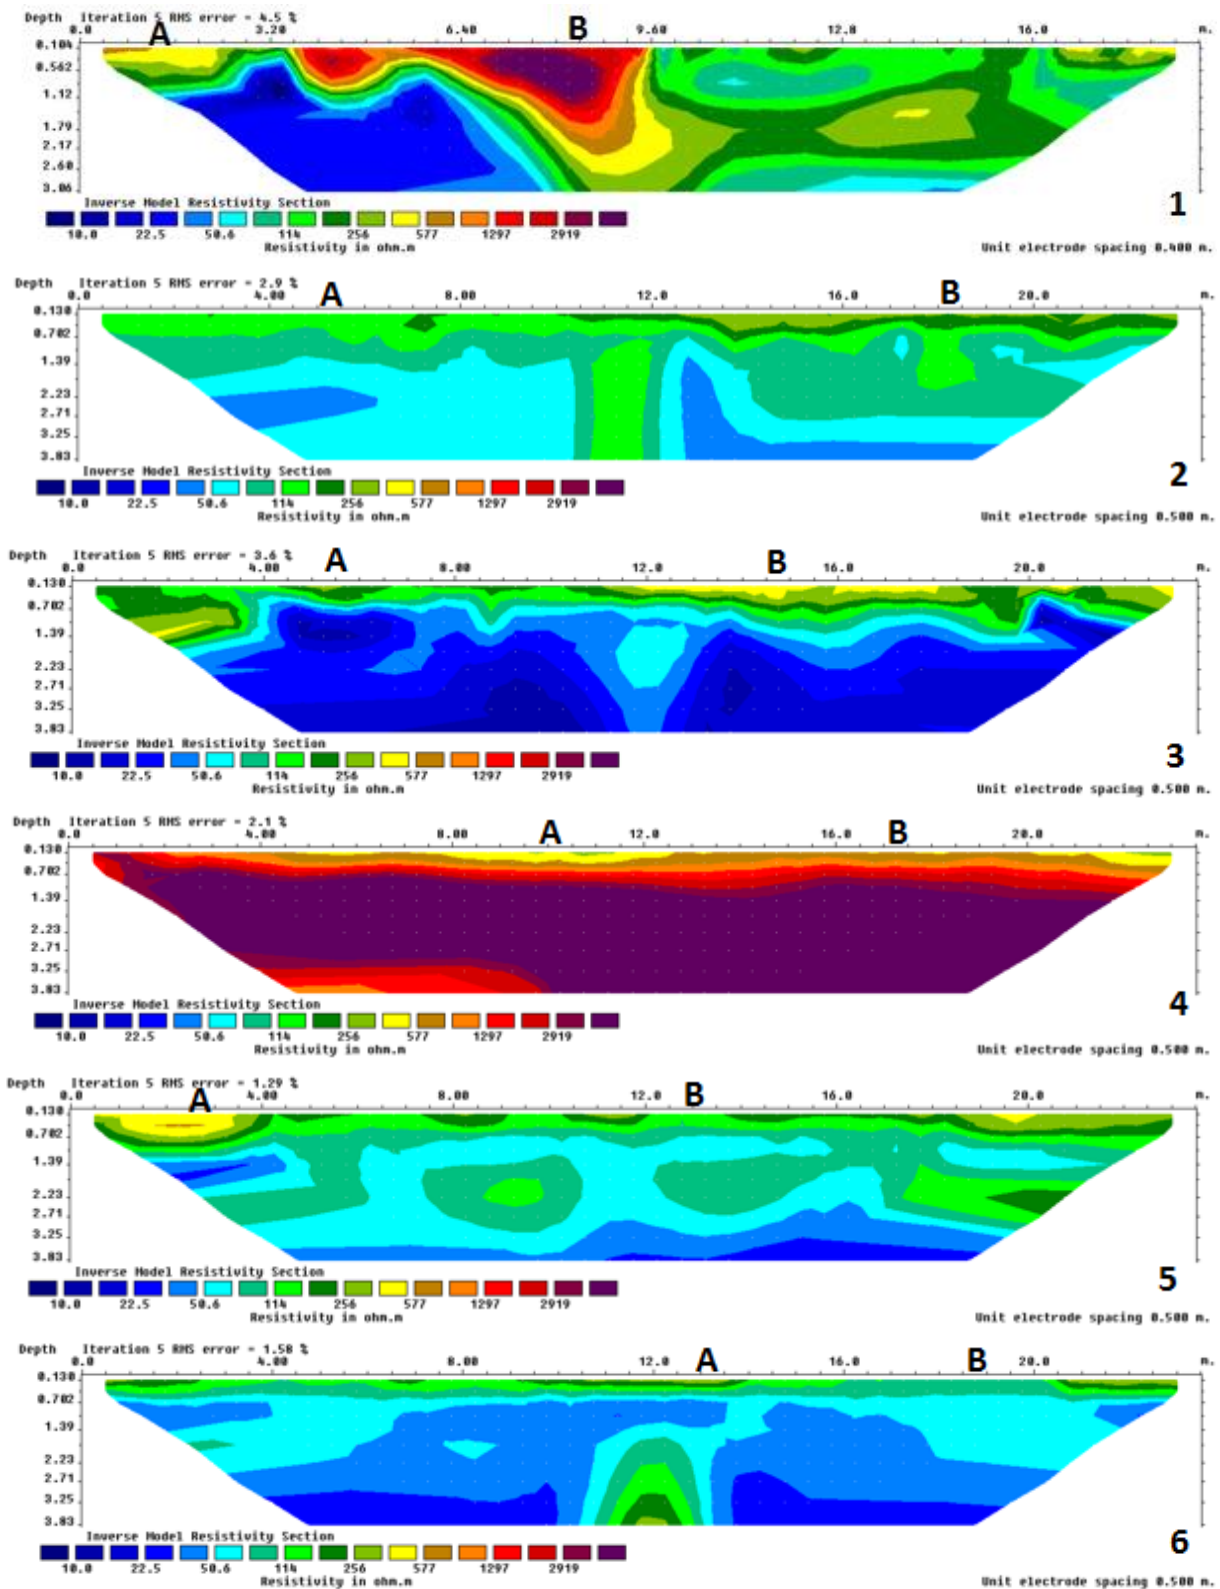 Depth Iteration 5 RMS error = 4.5 %
A B
0.0 3.20 6.40 9.60 12.8 16.0 m.
0.104
0.562
1.12
1.79
2.17
2.60
3.06
Inverse Model Resistivity Section
10.0 22.5 50.6 114 256 577 1297 2919
Resistivity in ohm.m
Unit electrode spacing 0.400 m.
1
Depth Iteration 5 RMS error = 2.9 %
A B
0.0 4.00 8.00 12.0 16.0 20.0 m.
0.130
0.702
1.39
2.23
2.71
3.25
3.83
Inverse Model Resistivity Section
10.0 22.5 50.6 114 256 577 1297 2919
Resistivity in ohm.m
Unit electrode spacing 0.500 m.
2
Depth Iteration 5 RMS error = 3.6 %
A B
0.0 4.00 8.00 12.0 16.0 20.0 m.
0.130
0.702
1.39
2.23
2.71
3.25
3.83
Inverse Model Resistivity Section
10.0 22.5 50.6 114 256 577 1297 2919
Resistivity in ohm.m
Unit electrode spacing 0.500 m.
3
Depth Iteration 5 RMS error = 2.1 %
A B
0.0 4.00 8.00 12.0 16.0 20.0 m.
0.130
0.702
1.39
2.23
2.71
3.25
3.83
Inverse Model Resistivity Section
10.0 22.5 50.6 114 256 577 1297 2919
Resistivity in ohm.m
Unit electrode spacing 0.500 m.
4
Depth Iteration 5 RMS error = 1.29 %
A B
0.0 4.00 8.00 12.0 16.0 20.0 m.
0.130
0.702
1.39
2.23
2.71
3.25
3.83
Inverse Model Resistivity Section
10.0 22.5 50.6 114 256 577 1297 2919
Resistivity in ohm.m
Unit electrode spacing 0.500 m.
5
Depth Iteration 5 RMS error = 1.58 %
A B
0.0 4.00 8.00 12.0 16.0 20.0 m.
0.130
0.702
1.39
2.23
2.71
3.25
3.83
Inverse Model Resistivity Section
10.0 22.5 50.6 114 256 577 1297 2919
Resistivity in ohm.m
Unit electrode spacing 0.500 m.
6